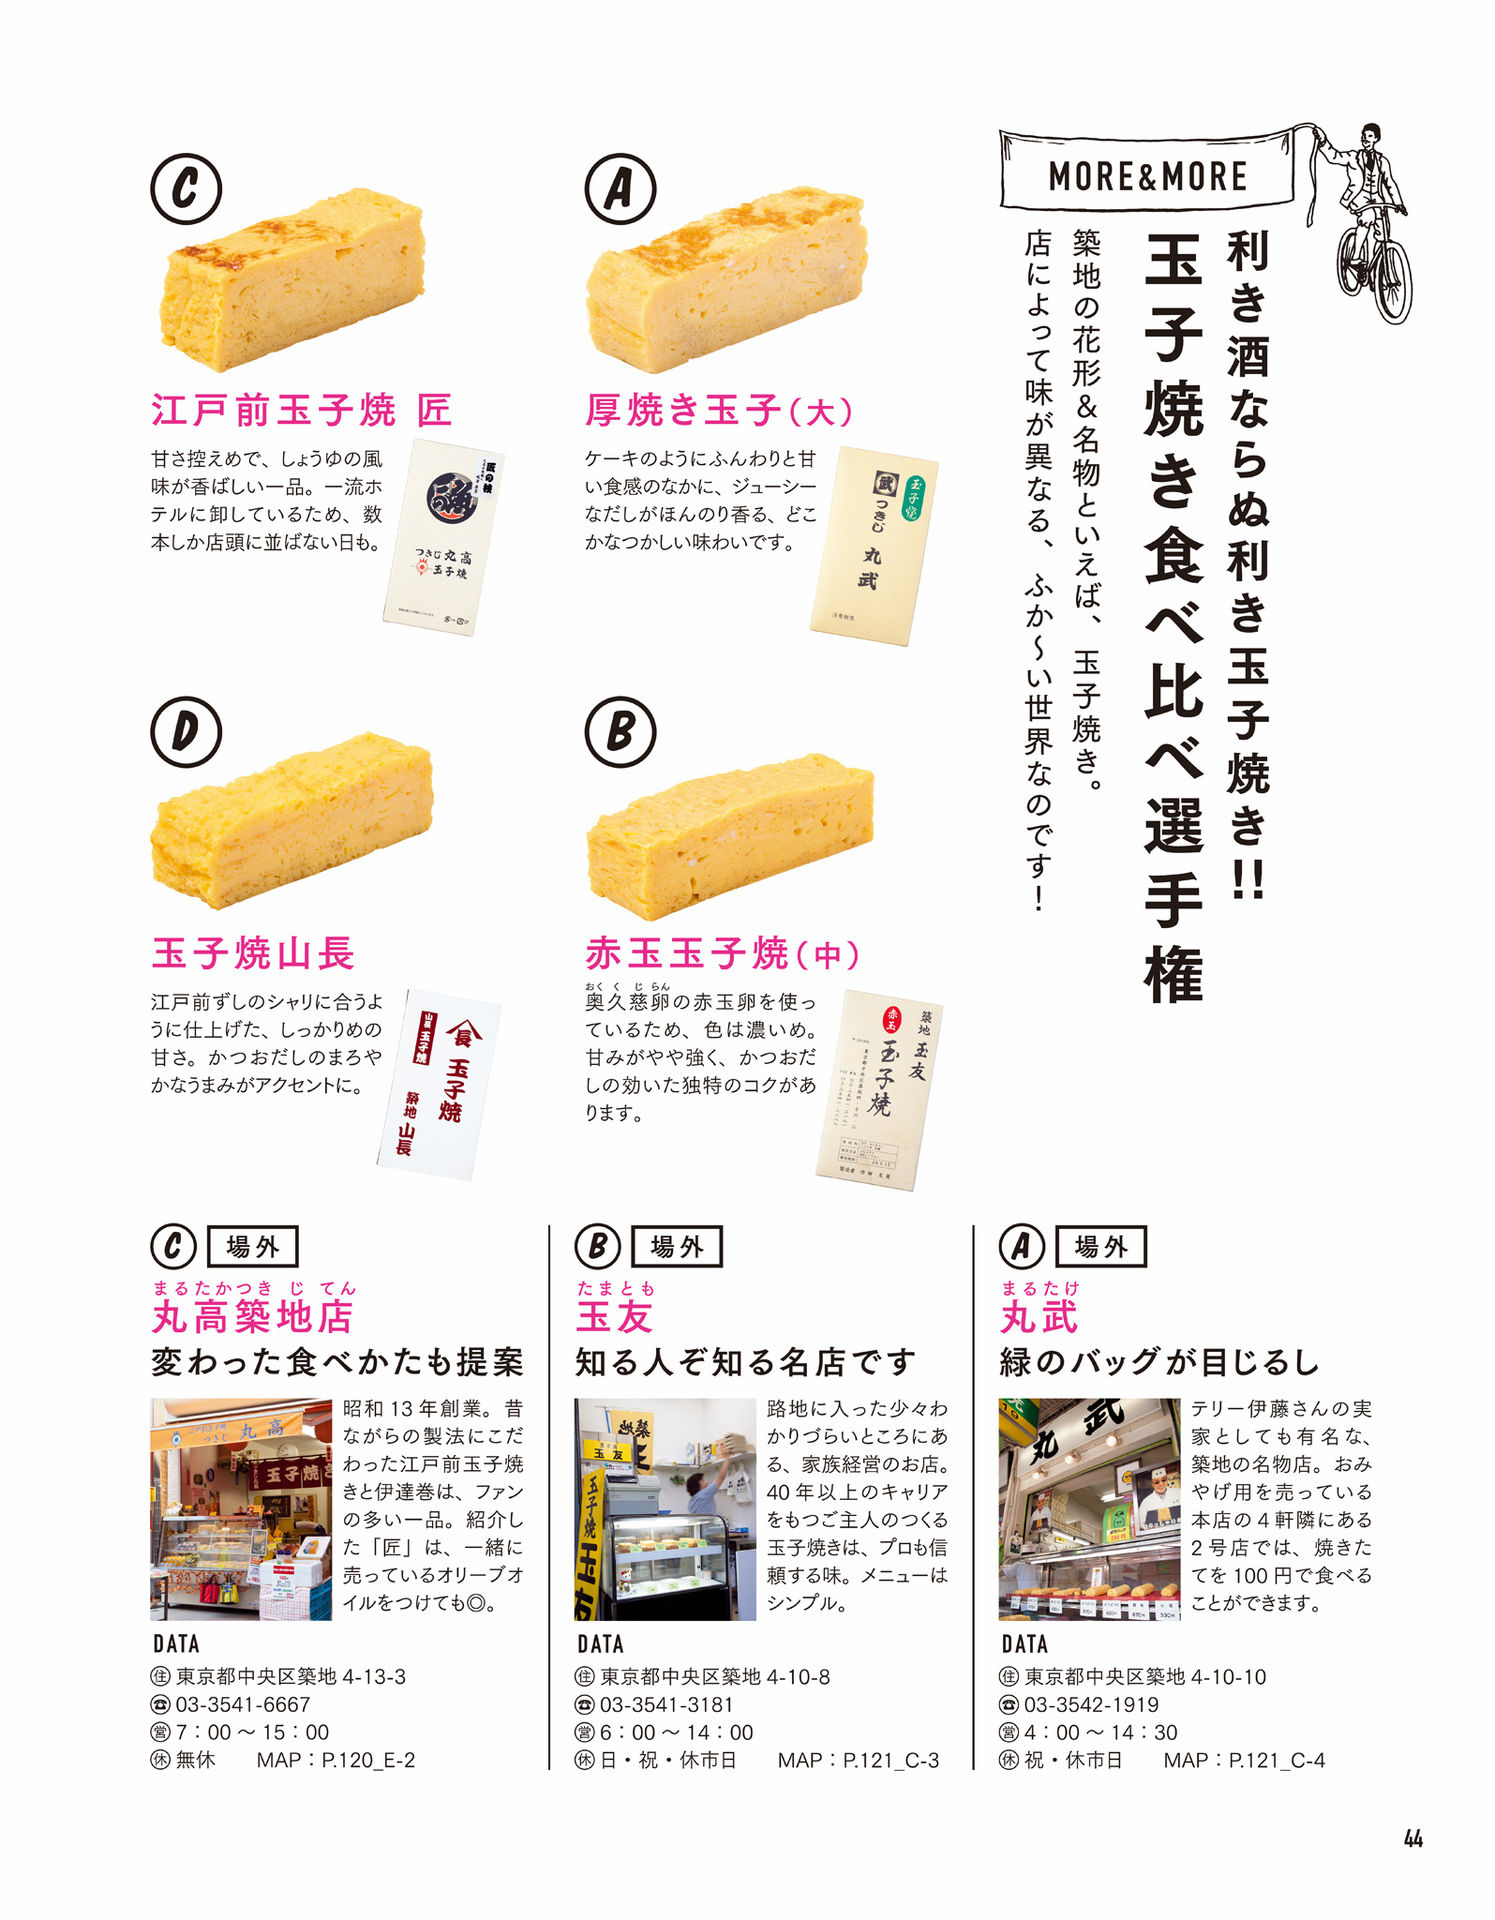 MORE&MORE
利き酒ならぬ利き玉子焼き!!
玉子焼き食べ比べ選手権
築地の花形&名物といえば、玉子焼き。
店によって味が異なる、ふか〜い世界なのです！
A
厚焼き玉子（大）
ケーキのようにふんわりと甘
い食感のなかに、ジューシー
なだしがほんのり香る、どこ
かなつかしい味わいです。
玉子焼
武 つきじ 丸武
消費期限
B
赤玉玉子焼（中）
おくくじらん
奥久慈卵の赤玉卵を使っ
ているため、色は濃いめ。
甘みがやや強く、かつおだ
しの効いた独特のコクがあ
ります。
築地 玉友
赤玉
玉子焼
C
江戸前玉子焼 匠
甘さ控えめで、しょうゆの風
味が香ばしい一品。一流ホ
テルに卸しているため、数
本しか店頭に並ばない日も。
つきじ 丸高
玉子焼
D
玉子焼山長
江戸前ずしのシャリに合うよ
うに仕上げた、しっかりめの
甘さ。かつおだしのまろや
かなうまみがアクセントに。
長 玉子焼
山長 玉子焼
築地 山長
A 場外
まるたけ
丸武
緑のバッグが目じるし
丸武
テリー伊藤さんの実
家としても有名な、
築地の名物店。おみ
やげ用を売っている
本店の4軒隣にある
2号店では、焼きた
てを100円で食べる
ことができます。
DATA
住 東京都中央区築地 4-10-10
☎ 03-3542-1919
営 4：00 〜 14：30
休 祝・休市日 MAP：P.121_C-4
B 場外
たまとも
玉友
知る人ぞ知る名店です
玉友
玉子焼 玉友
路地に入った少々わ
かりづらいところにあ
る、家族経営のお店。
40年以上のキャリア
をもつご主人のつくる
玉子焼きは、プロも信
頼する味。メニューは
シンプル。
DATA
住 東京都中央区築地 4-10-8
☎ 03-3541-3181
営 6：00 〜 14：00
休 日・祝・休市日 MAP：P.121_C-3
C 場外
まるたかつきじてん
丸高築地店
変わった食べかたも提案
つきじ 丸高
玉子焼
昭和13年創業。昔
ながらの製法にこだ
わった江戸前玉子焼
きと伊達巻は、ファン
の多い一品。紹介し
た「匠」は、一緒に
売っているオリーブオ
イルをつけても◎。
DATA
住 東京都中央区築地 4-13-3
☎ 03-3541-6667
営 7：00 〜 15：00
休 無休 MAP：P.120_E-2
44